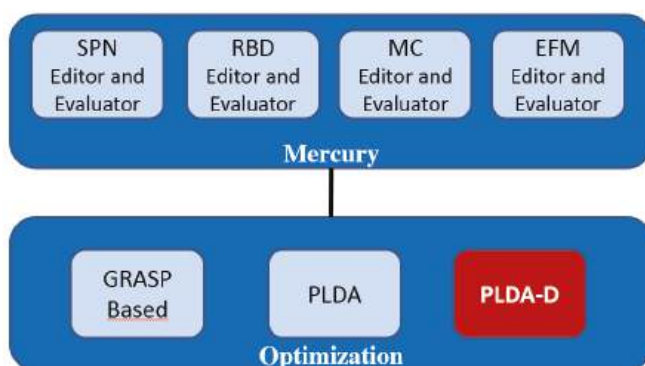 SPN
Editor and
Evaluator
RBD
Editor and
Evaluator
MC
Editor and
Evaluator
EFM
Editor and
Evaluator
Mercury
GRASP
Based
PLDA
PLDA-D
Optimization